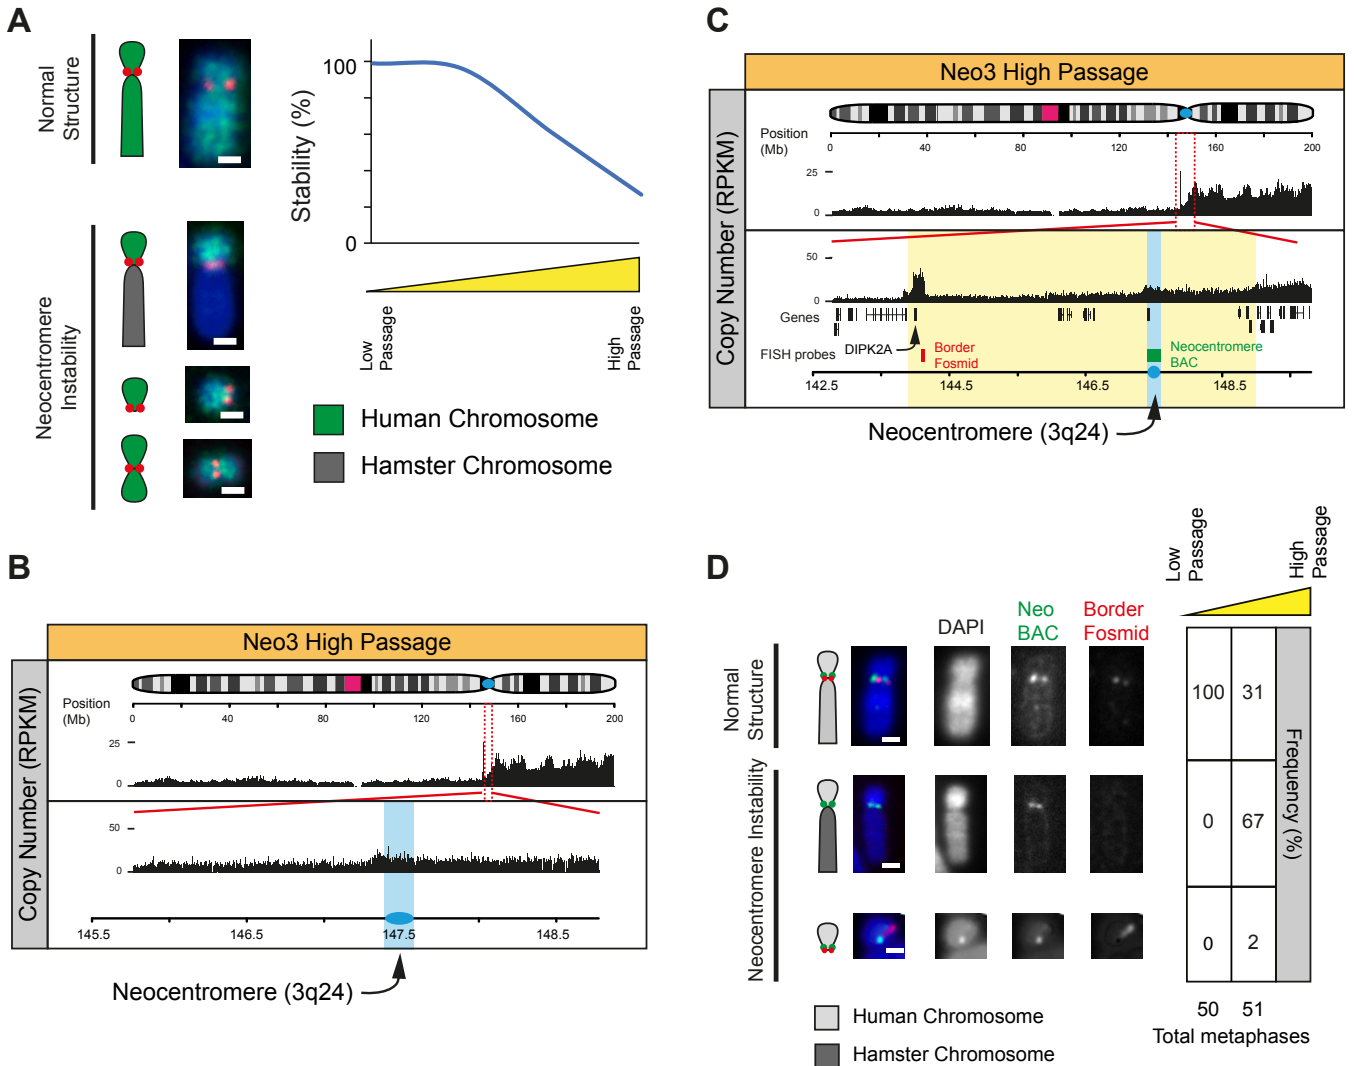 A
Normal
Structure
Neocentromere
Instability
Stability (%)
100
0
Low
Passage
High
Passage
Human Chromosome
Hamster Chromosome
B
Neo3 High Passage
Copy Number (RPKM)
Position
(Mb)
0 40 80 120 160 200
25
0
50
0
145.5 146.5 147.5 148.5
Neocentromere (3q24)
C
Neo3 High Passage
Copy Number (RPKM)
Position
(Mb)
0 40 80 120 160 200
25
0
50
0
Genes
DIPK2A
FISH probes
Border
Fosmid
Neocentromere
BAC
142.5 144.5 146.5 148.5
Neocentromere (3q24)
D
Low
Passage
High
Passage
DAPI
Neo
BAC
Border
Fosmid
Normal
Structure
Neocentromere Instability
100 31
0 67
0 2
Frequency (%)
50 51
Total metaphases
Human Chromosome
Hamster Chromosome